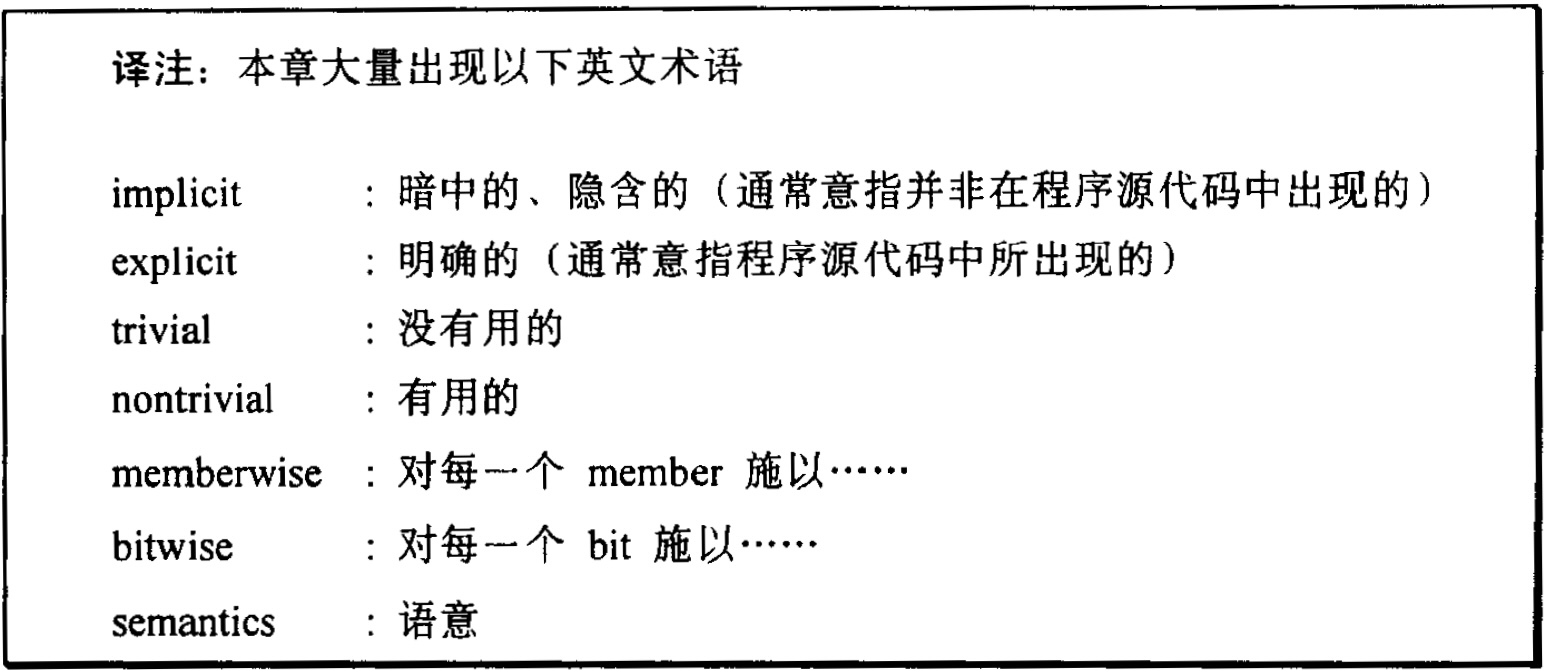 译注：本章大量出现以下英文术语
implicit : 暗中的、隐含的（通常意指并非在程序源代码中出现的）
explicit : 明确的（通常意指程序源代码中所出现的）
trivial : 没有用的
nontrivial : 有用的
memberwise : 对每一个 member 施以……
bitwise : 对每一个 bit 施以……
semantics : 语意